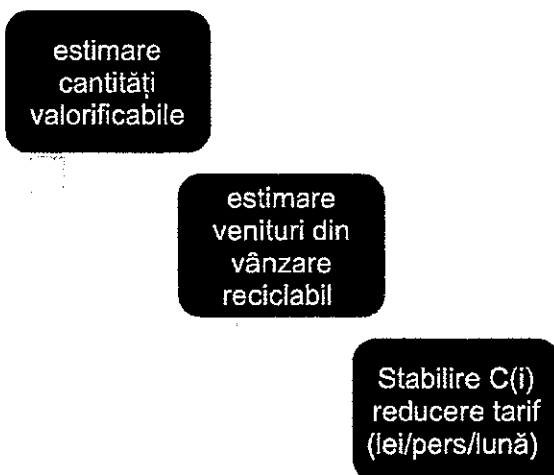 estimare
cantități
valorificabile
estimare
venituri din
vânzare
reciclabil
Stabilire C(i)
reducere tarif
(lei/pers/lună)